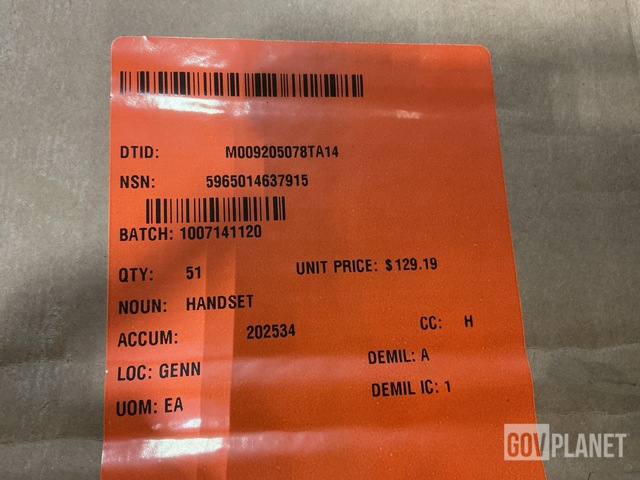 DTID: M009205078TA14
NSN: 5965014637915
BATCH: 1007141120
QTY: 51 UNIT PRICE: $129.19
NOUN: HANDSET
ACCUM: 202534 CC: H
LOC: GENN DEMIL: A
UOM: EA DEMIL IC: 1
GOVPLANET